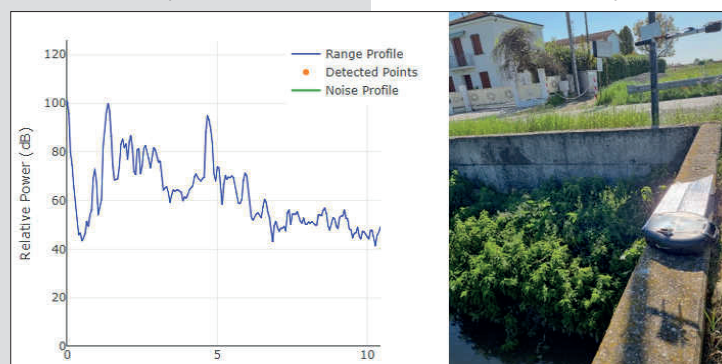 120
100
80
60
40
20
0
Relative Power (dB)
0
5
10
Range Profile
Detected Points
Noise Profile